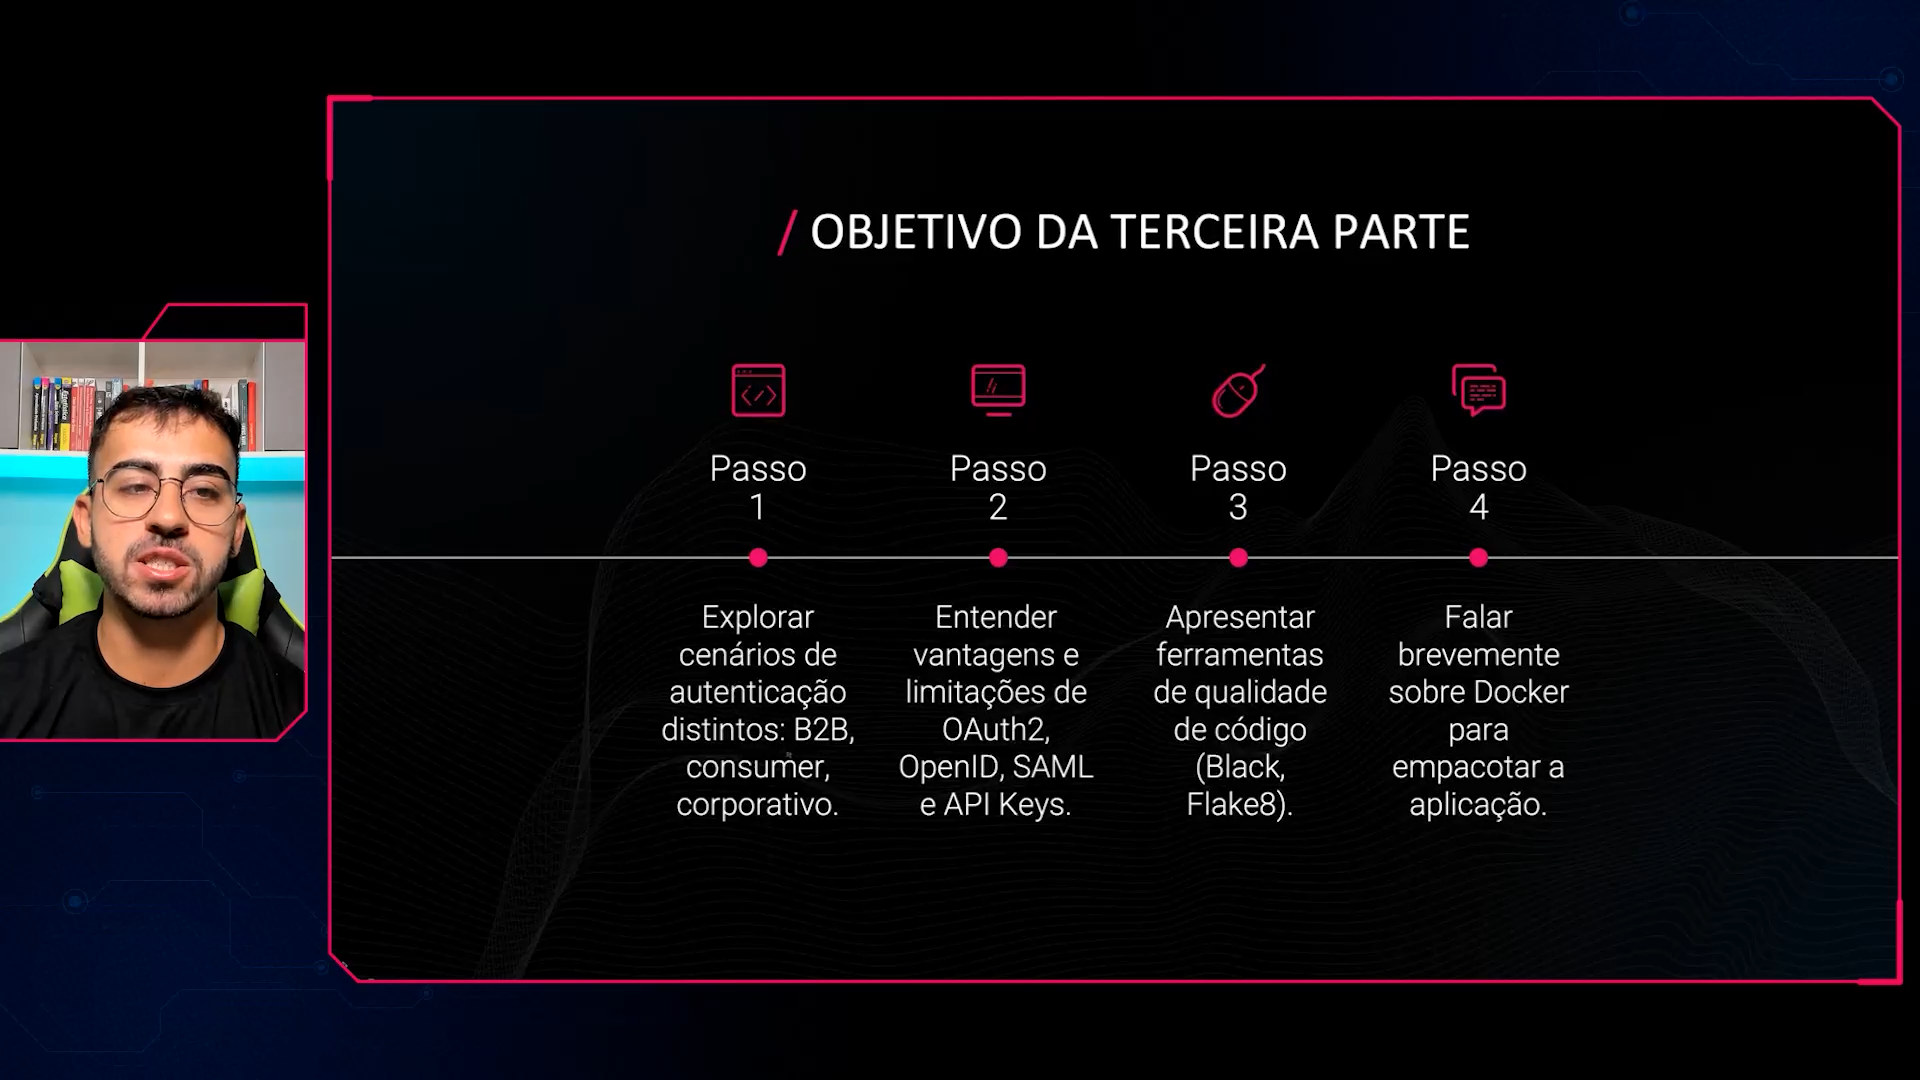 / OBJETIVO DA TERCEIRA PARTE
Passo
1
Passo
2
Passo
3
Passo
4
Explorar
cenários de
autenticação
distintos: B2B,
consumer,
corporativo.
Entender
vantagens e
limitações de
OAuth2,
OpenID, SAML
e API Keys.
Apresentar
ferramentas
de qualidade
de código
(Black,
Flake8).
Falar
brevemente
sobre Docker
para
empacotar a
aplicação.